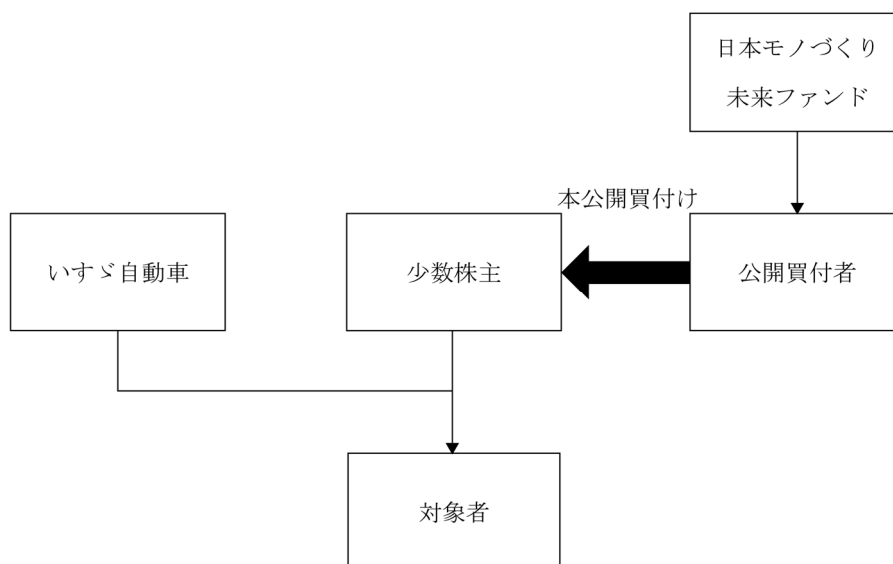 日本モノづくり
未来ファンド
本公開買付け
いすゞ自動車
少数株主
公開買付者
対象者